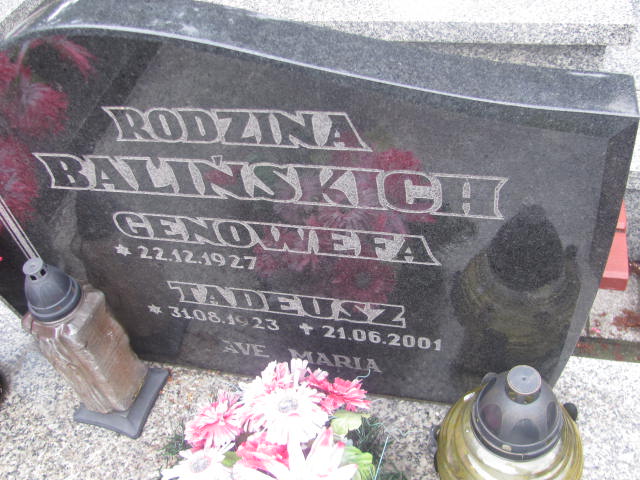 RODZINA
BALIŃSKICH
GENOWEFA
* 22.12.1927
TADEUSZ
* 31.08.1923 + 21.06.2001
AVE MARIA